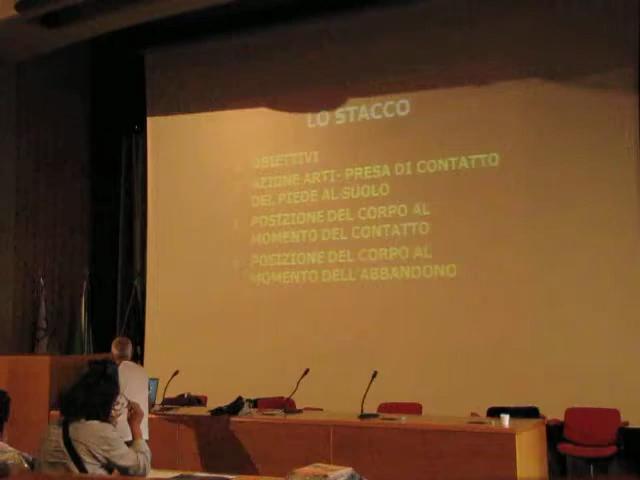 LO STACCO
OBIETTIVI
AZIONE ARTI- PRESA DI CONTATTO
DEL PIEDE AL SUOLO
POSIZIONE DEL CORPO AL
MOMENTO DEL CONTATTO
POSIZIONE DEL CORPO AL
MOMENTO DELL'ABBANDONO